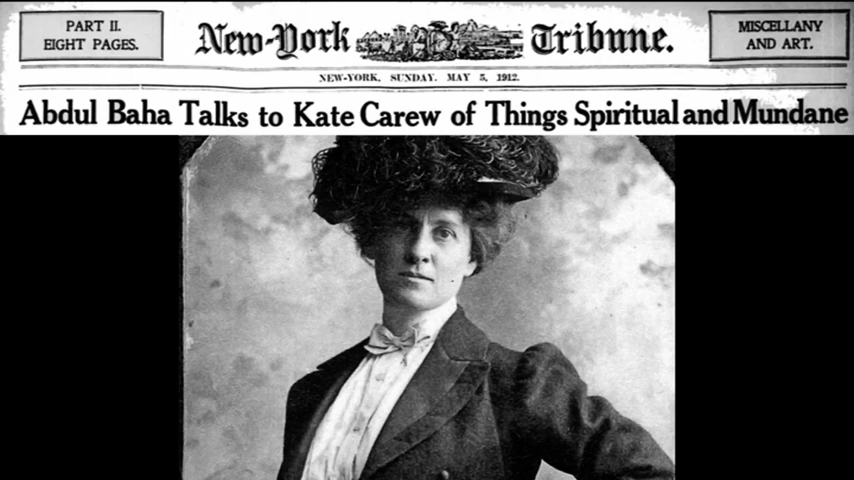 PART II.
EIGHT PAGES.
New-York Tribune.
MISCELLANY
AND ART.
NEW-YORK, SUNDAY, MAY 5, 1912.
Abdul Baha Talks to Kate Carew of Things Spiritual and Mundane